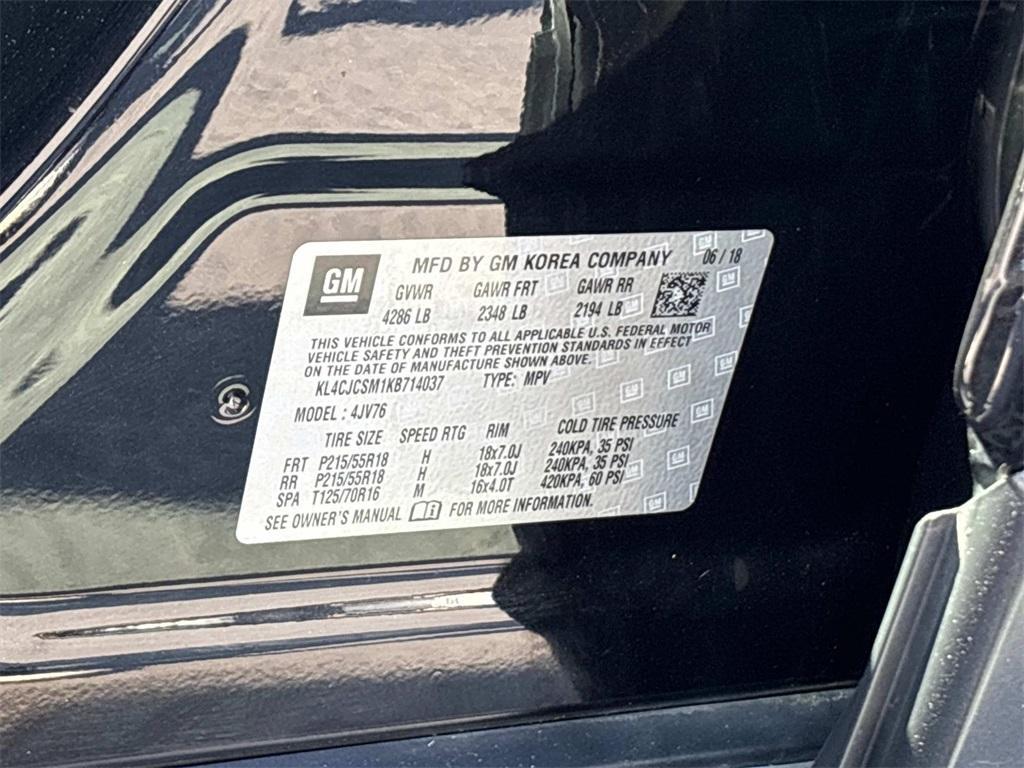 GM
MFD BY GM KOREA COMPANY 06/18
GVWR GAWR FRT GAWR RR
4286 LB 2348 LB 2194 LB
THIS VEHICLE CONFORMS TO ALL APPLICABLE U.S. FEDERAL MOTOR
VEHICLE SAFETY AND THEFT PREVENTION STANDARDS IN EFFECT
ON THE DATE OF MANUFACTURE SHOWN ABOVE.
KL4CJCSM1KB714037 TYPE: MPV
MODEL : 4JV76
TIRE SIZE SPEED RTG RIM COLD TIRE PRESSURE
FRT P215/55R18 H 18x7.0J 240KPA, 35 PSI
RR P215/55R18 H 18x7.0J 240KPA, 35 PSI
SPA T125/70R16 M 16x4.0T 420KPA, 60 PSI
SEE OWNER'S MANUAL FOR MORE INFORMATION.